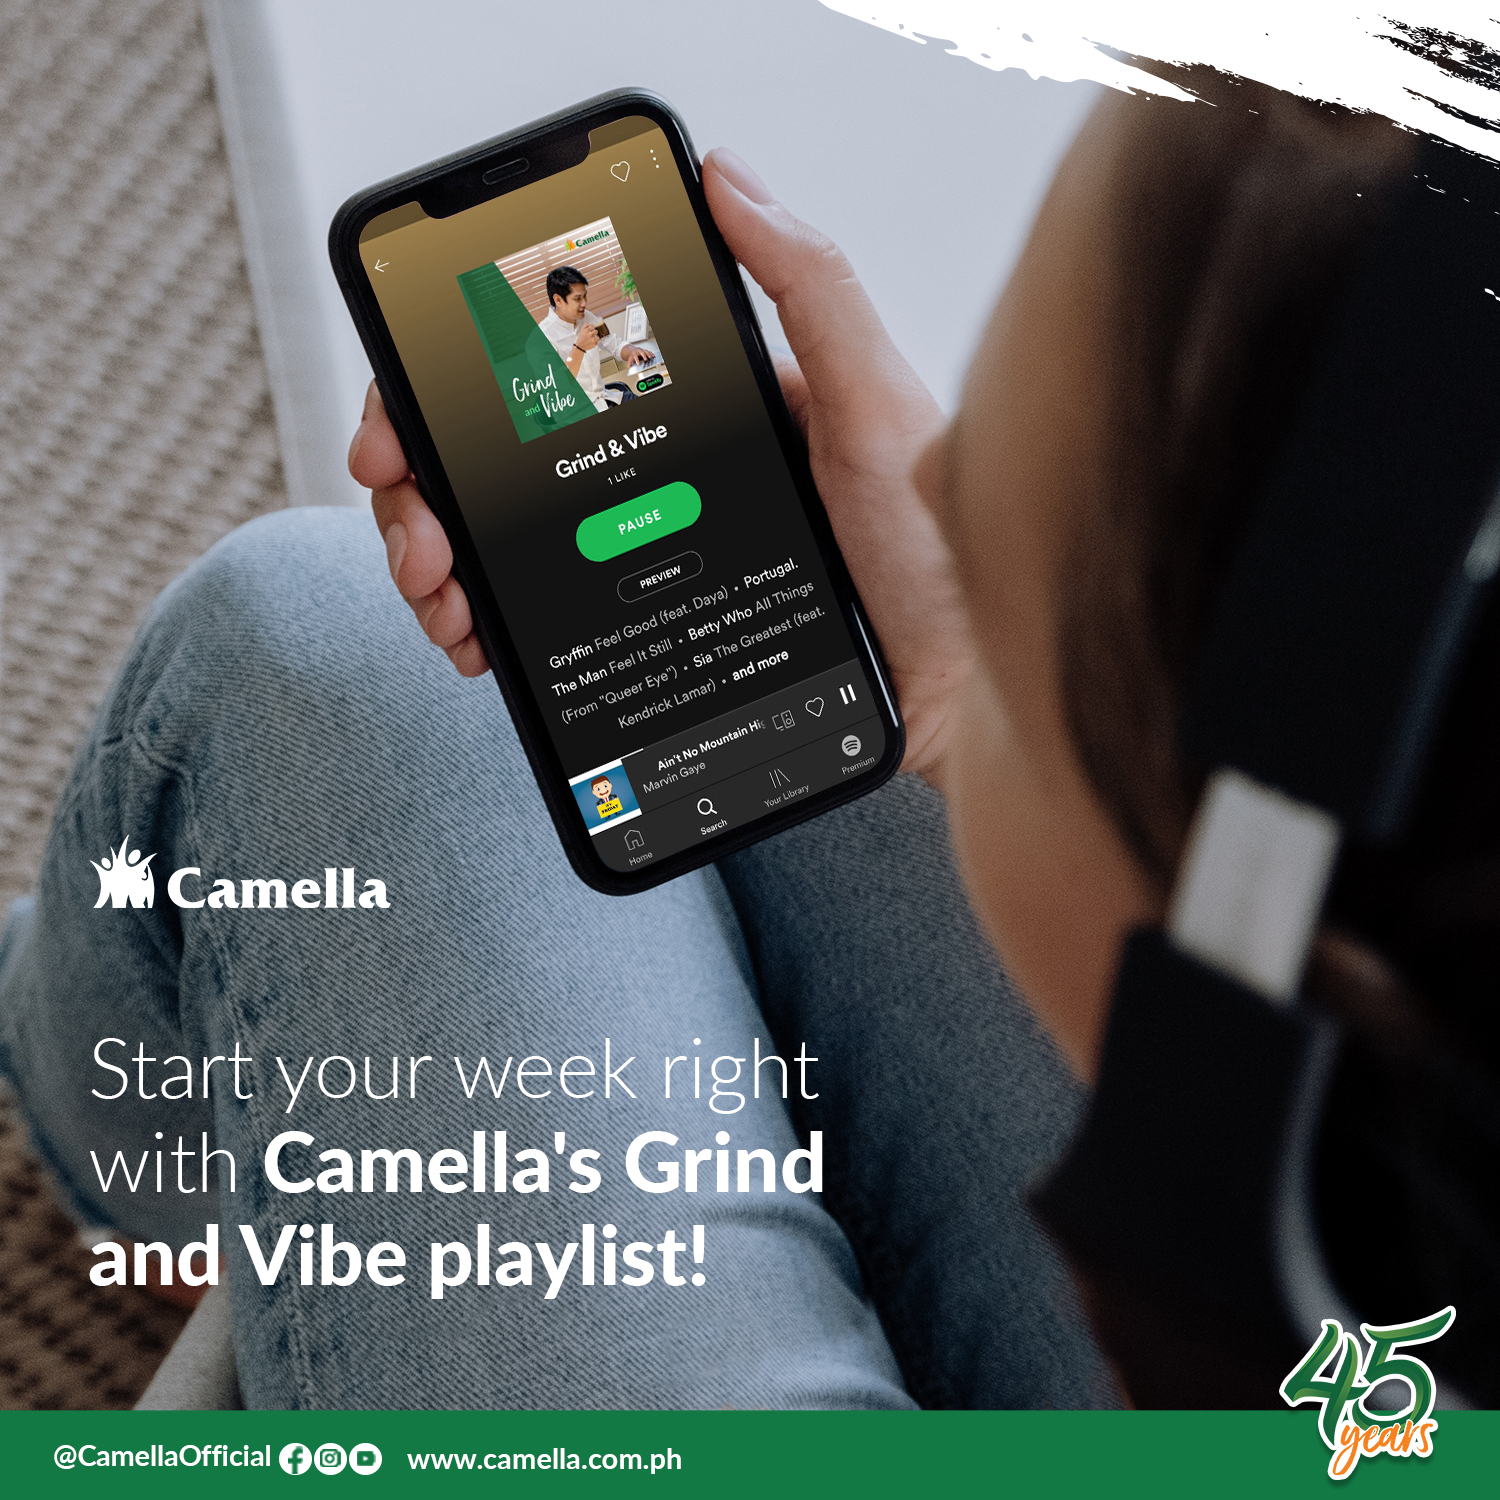 Camella
Grind
and Vibe
Grind & Vibe
1 LIKE
PAUSE
PREVIEW
Gryffin Feel Good (feat. Daya) • Portugal.
The Man Feel It Still • Betty Who All Things
(From "Queer Eye") • Sia The Greatest (feat.
Kendrick Lamar) • and more
Ain't No Mountain Hig
Marvin Gaye
Home
Search
Your Library
Premium
Camella
Start your week right
with Camella's Grind
and Vibe playlist!
45
years
@CamellaOfficial
www.camella.com.ph